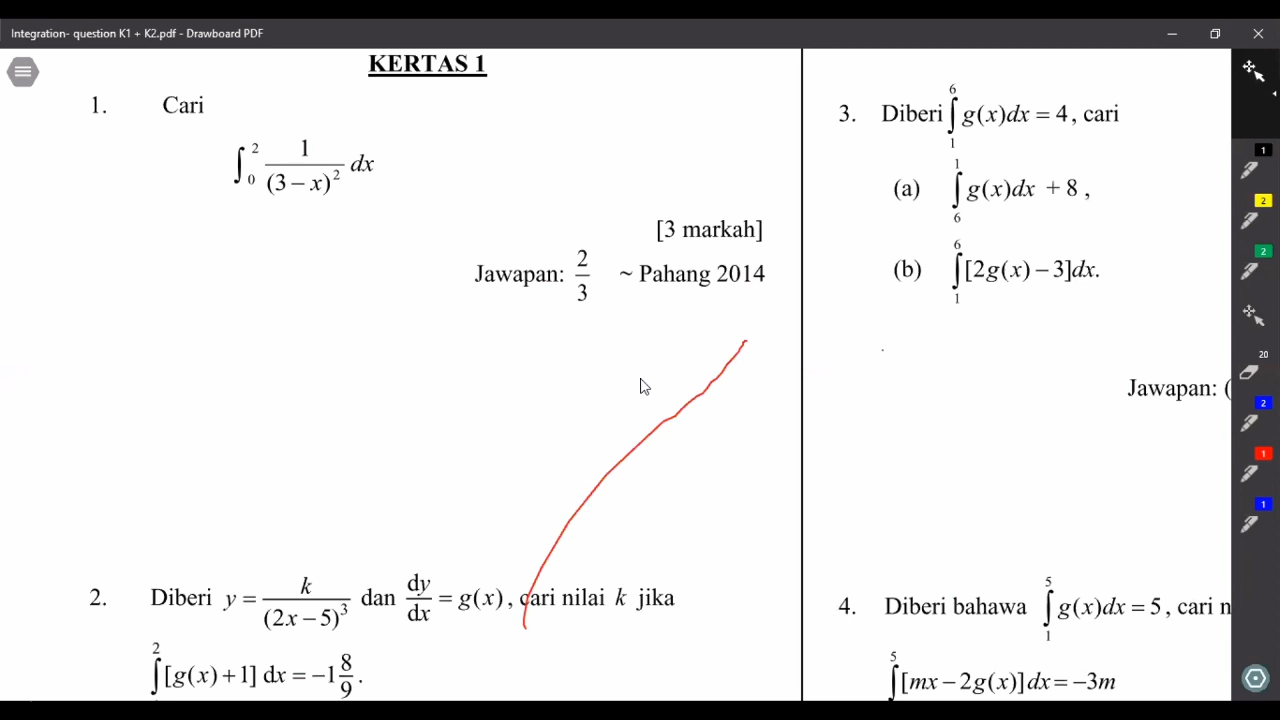 Integration- question K1 + K2.pdf - Drawboard PDF
KERTAS 1
1. Cari
∫₀² 1/(3 – x)² dx
[3 markah]
Jawapan: 2/3 ~ Pahang 2014
2. Diberi y = k/(2x – 5)³ dan dy/dx = g(x), cari nilai k jika
∫² [g(x) + 1] dx = –1 8/9 .
3. Diberi ∫₁⁶ g(x)dx = 4, cari
(a) ∫₆¹ g(x)dx + 8 ,
(b) ∫₁⁶ [2g(x) – 3]dx.
Jawapan: (
4. Diberi bahawa ∫₁⁵ g(x)dx = 5, cari n
∫⁵ [mx – 2g(x)]dx = –3m
1
2
2
20
2
1
1